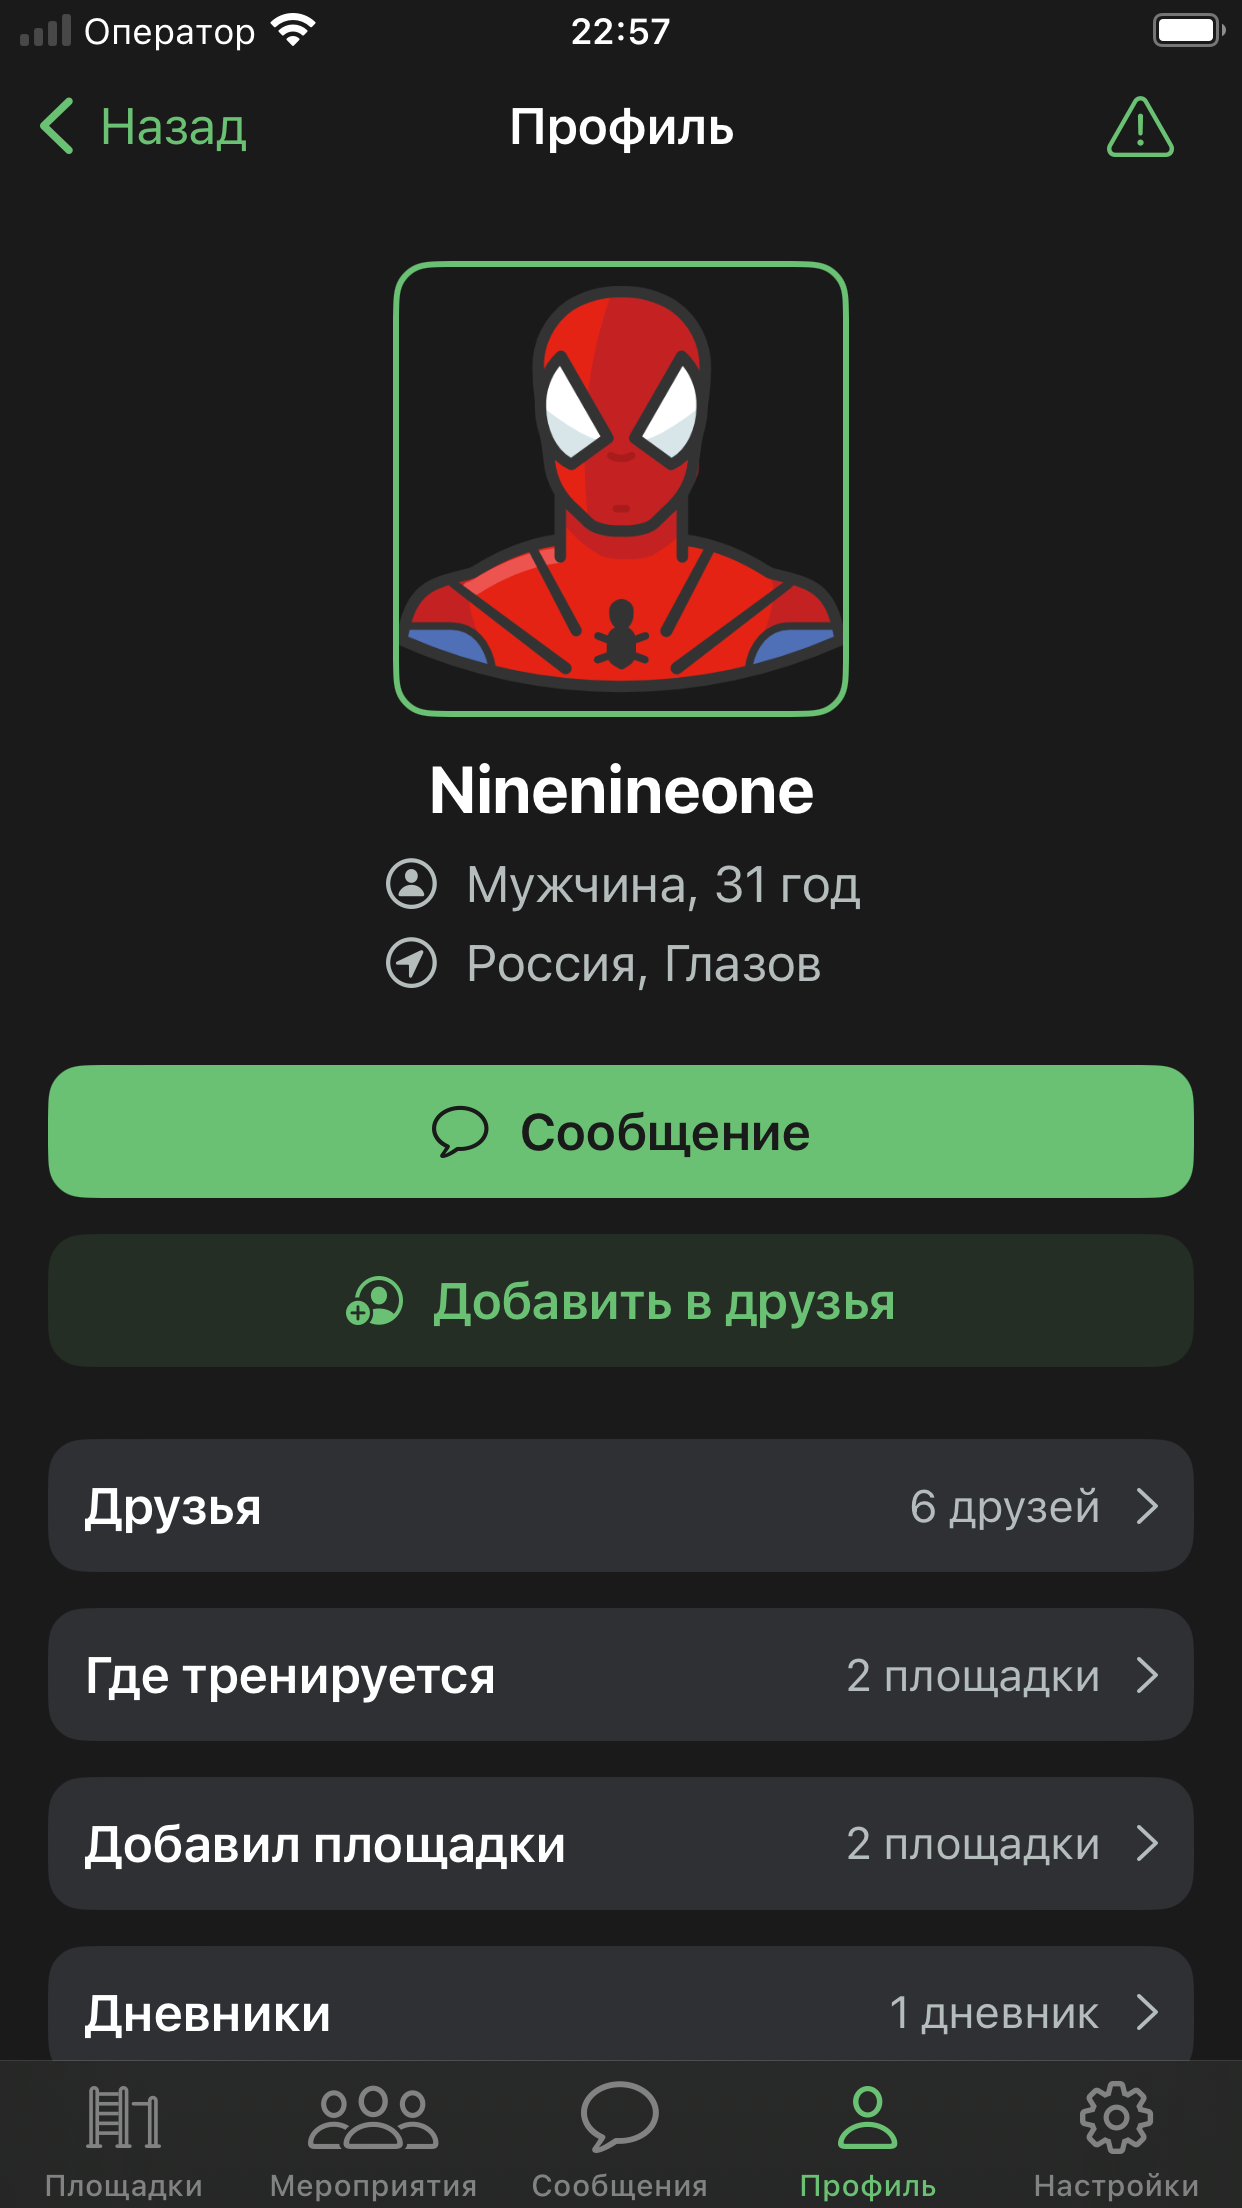 Оператор 22:57
Назад Профиль
Ninenineone
Мужчина, 31 год
Россия, Глазов
Сообщение
Добавить в друзья
Друзья 6 друзей
Где тренируется 2 площадки
Добавил площадки 2 площадки
Дневники 1 дневник
Площадки Мероприятия Сообщения Профиль Настройки